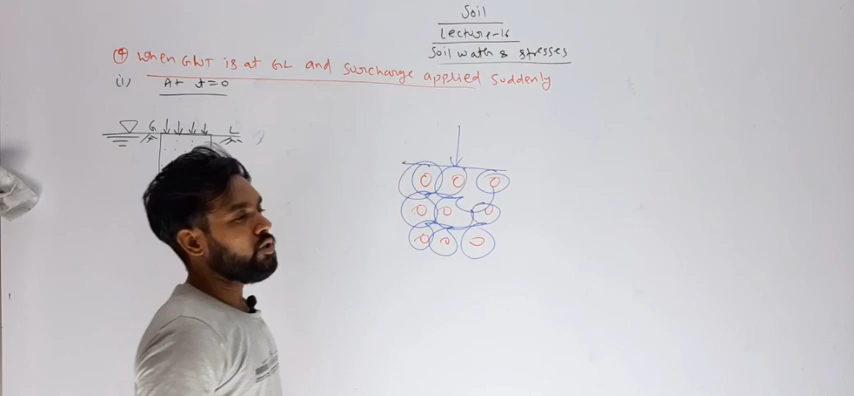 Soil
Lecture-16
Soil water & stresses
④ When GWT is at GL and surcharge applied suddenly
(i) At t=0
G L